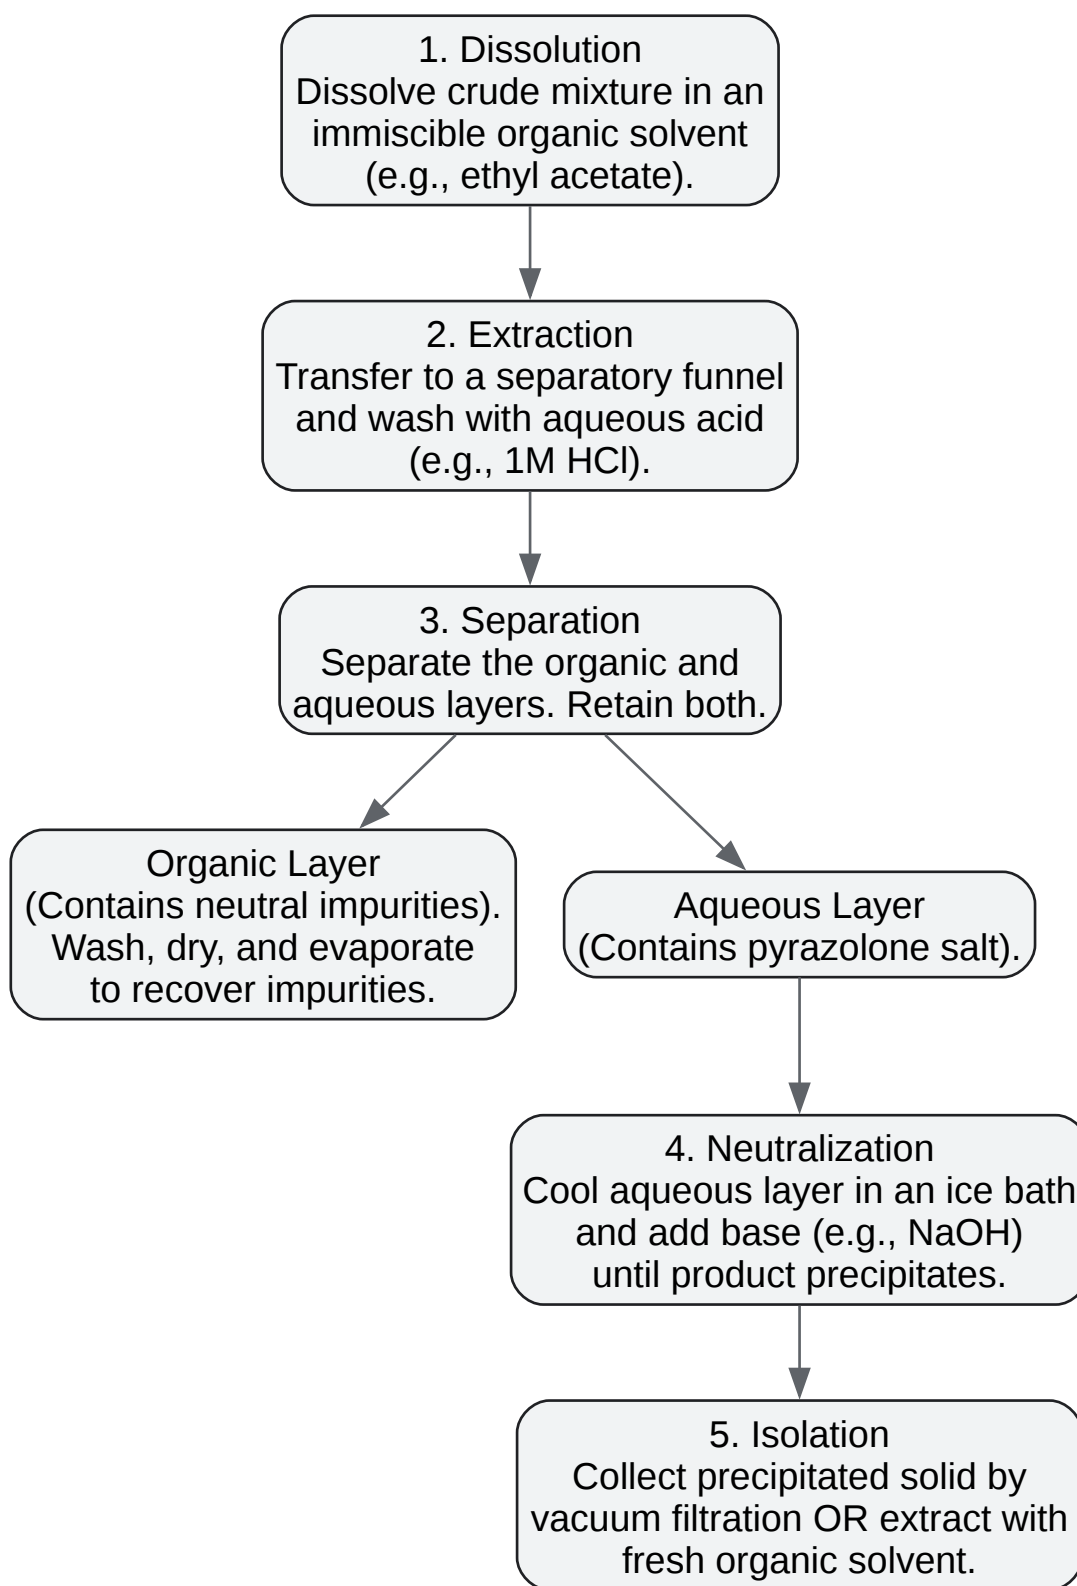 1. Dissolution
Dissolve crude mixture in an
immiscible organic solvent
(e.g., ethyl acetate).
2. Extraction
Transfer to a separatory funnel
and wash with aqueous acid
(e.g., 1M HCl).
3. Separation
Separate the organic and
aqueous layers. Retain both.
Organic Layer
(Contains neutral impurities).
Wash, dry, and evaporate
to recover impurities.
Aqueous Layer
(Contains pyrazolone salt).
4. Neutralization
Cool aqueous layer in an ice bath
and add base (e.g., NaOH)
until product precipitates.
5. Isolation
Collect precipitated solid by
vacuum filtration OR extract with
fresh organic solvent.